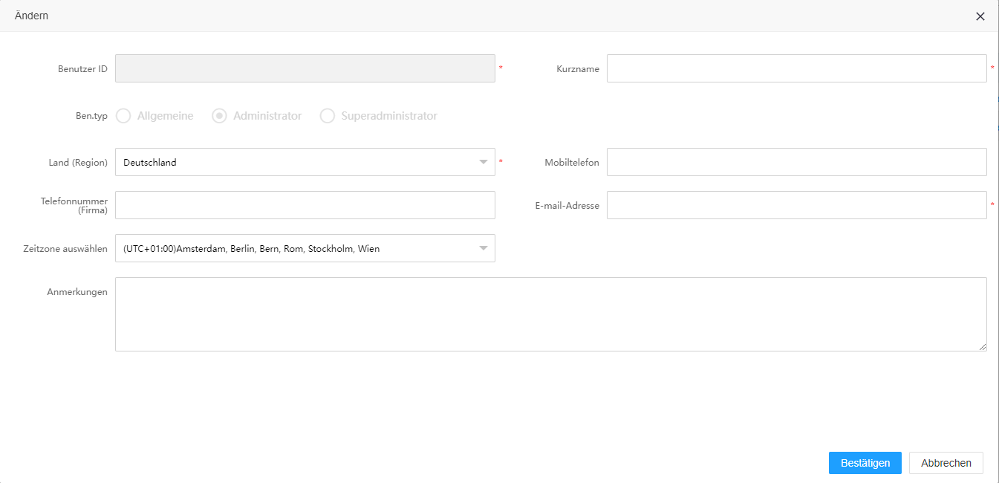 Ändern
Benutzer ID
*
Kurzname
*
Ben.typ
Allgemeine
Administrator
Superadministrator
Land (Region)
Deutschland
*
Mobiltelefon
Telefonnummer
(Firma)
E-mail-Adresse
*
Zeitzone auswählen
(UTC+01:00)Amsterdam, Berlin, Bern, Rom, Stockholm, Wien
Anmerkungen
Bestätigen
Abbrechen